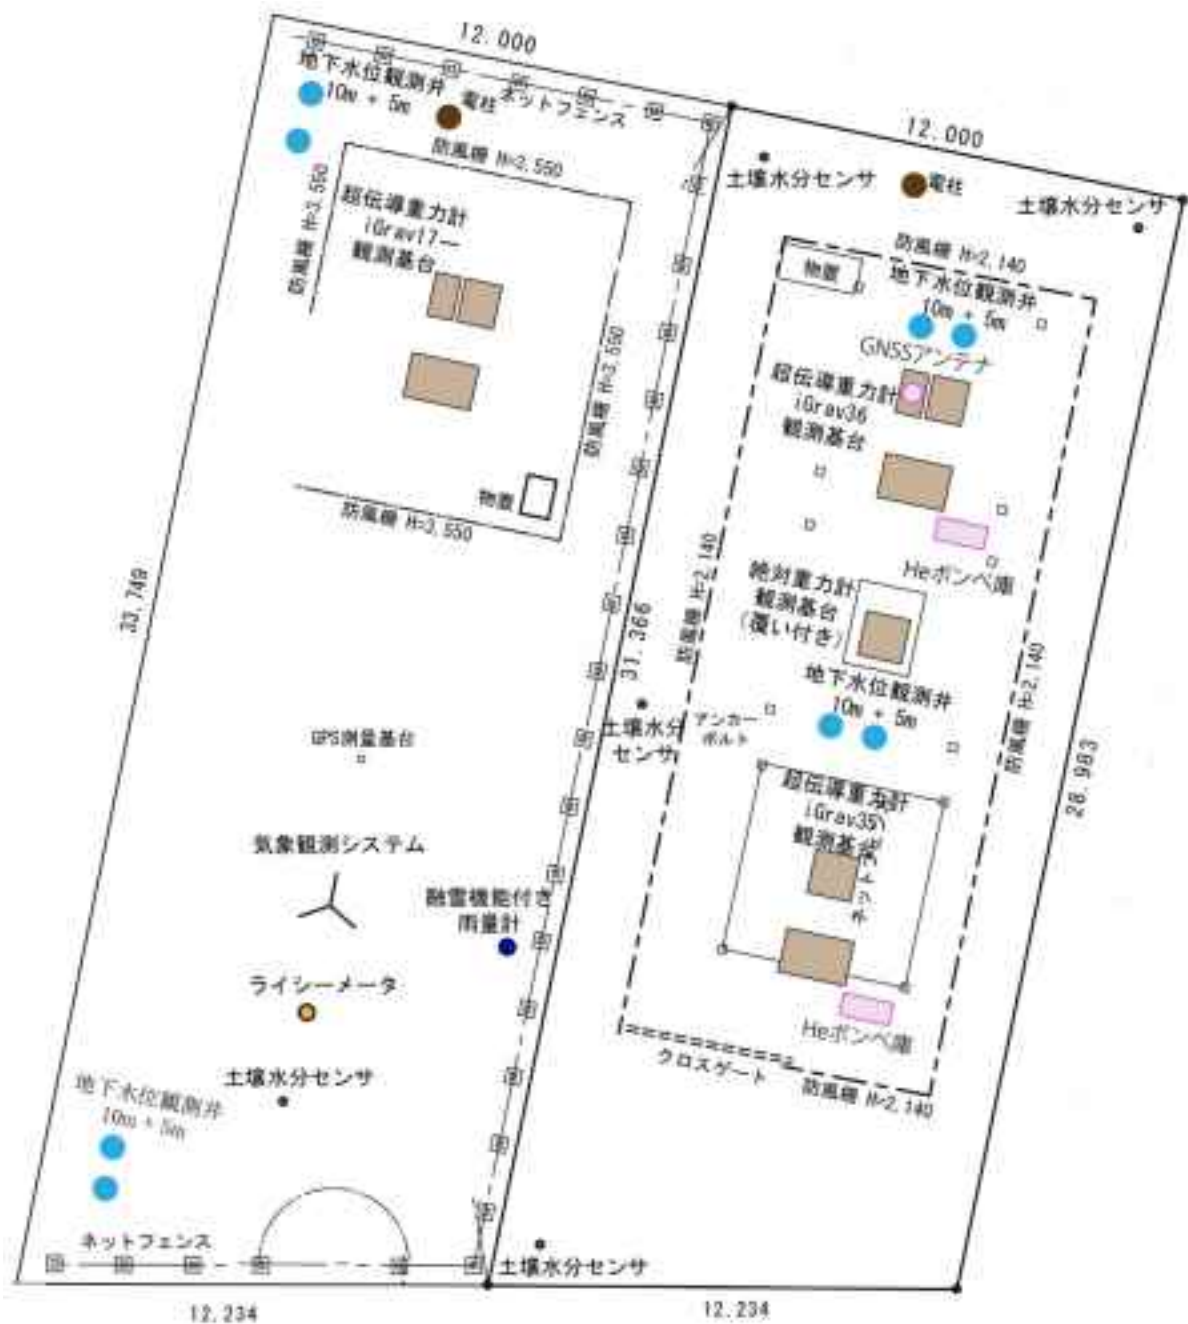 12.000
地下水位観測井
10m + 5m
電柱
ネットフェンス
防風柵 H=2,550
防風柵 H=3,550
超伝導重力計
iGrav17
観測基台
防風柵 H=3,550
物置
防風柵 H=3,550
33.749
31.366
GPS測量基台
気象観測システム
融雪機能付き
雨量計
ライシーメータ
土壌水分センサ
地下水位観測井
10m + 5m
ネットフェンス
12.234
12.000
土壌水分センサ
電柱
土壌水分センサ
防風柵 H=2,140
物置
地下水位観測井
10m + 5m
GNSSアンテナ
超伝導重力計
iGrav36
観測基台
Heボンベ庫
防風柵 H=2,140
絶対重力計
観測基台
(覆い付き)
地下水位観測井
10m + 5m
防風柵 H=2,140
土壌水分
センサ
アンカー
ボルト
28.983
超伝導重力計
iGrav35
観測基台
Heボンベ庫
クロスゲート
防風柵 H=2,140
土壌水分センサ
12.234